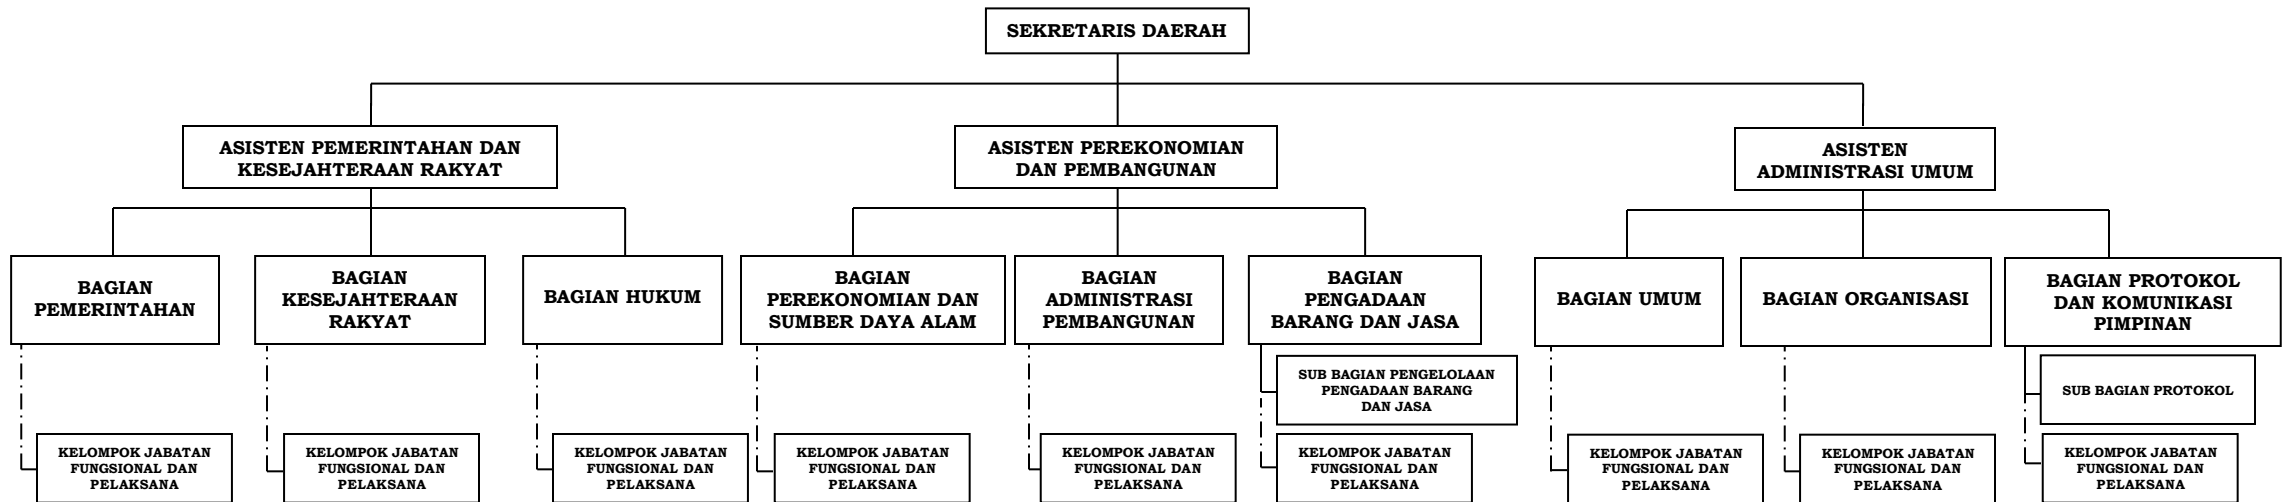 SEKRETARIS DAERAH
ASISTEN PEMERINTAHAN DAN
KESEJAHTERAAN RAKYAT
ASISTEN PEREKONOMIAN
DAN PEMBANGUNAN
ASISTEN
ADMINISTRASI UMUM
BAGIAN
PEMERINTAHAN
BAGIAN
KESEJAHTERAAN
RAKYAT
BAGIAN HUKUM
BAGIAN
PEREKONOMIAN DAN
SUMBER DAYA ALAM
BAGIAN
ADMINISTRASI
PEMBANGUNAN
BAGIAN
PENGADAAN
BARANG DAN JASA
BAGIAN UMUM
BAGIAN ORGANISASI
BAGIAN PROTOKOL
DAN KOMUNIKASI
PIMPINAN
SUB BAGIAN PENGELOLAAN
PENGADAAN BARANG
DAN JASA
SUB BAGIAN PROTOKOL
KELOMPOK JABATAN
FUNGSIONAL DAN
PELAKSANA
KELOMPOK JABATAN
FUNGSIONAL DAN
PELAKSANA
KELOMPOK JABATAN
FUNGSIONAL DAN
PELAKSANA
KELOMPOK JABATAN
FUNGSIONAL DAN
PELAKSANA
KELOMPOK JABATAN
FUNGSIONAL DAN
PELAKSANA
KELOMPOK JABATAN
FUNGSIONAL DAN
PELAKSANA
KELOMPOK JABATAN
FUNGSIONAL DAN
PELAKSANA
KELOMPOK JABATAN
FUNGSIONAL DAN
PELAKSANA
KELOMPOK JABATAN
FUNGSIONAL DAN
PELAKSANA